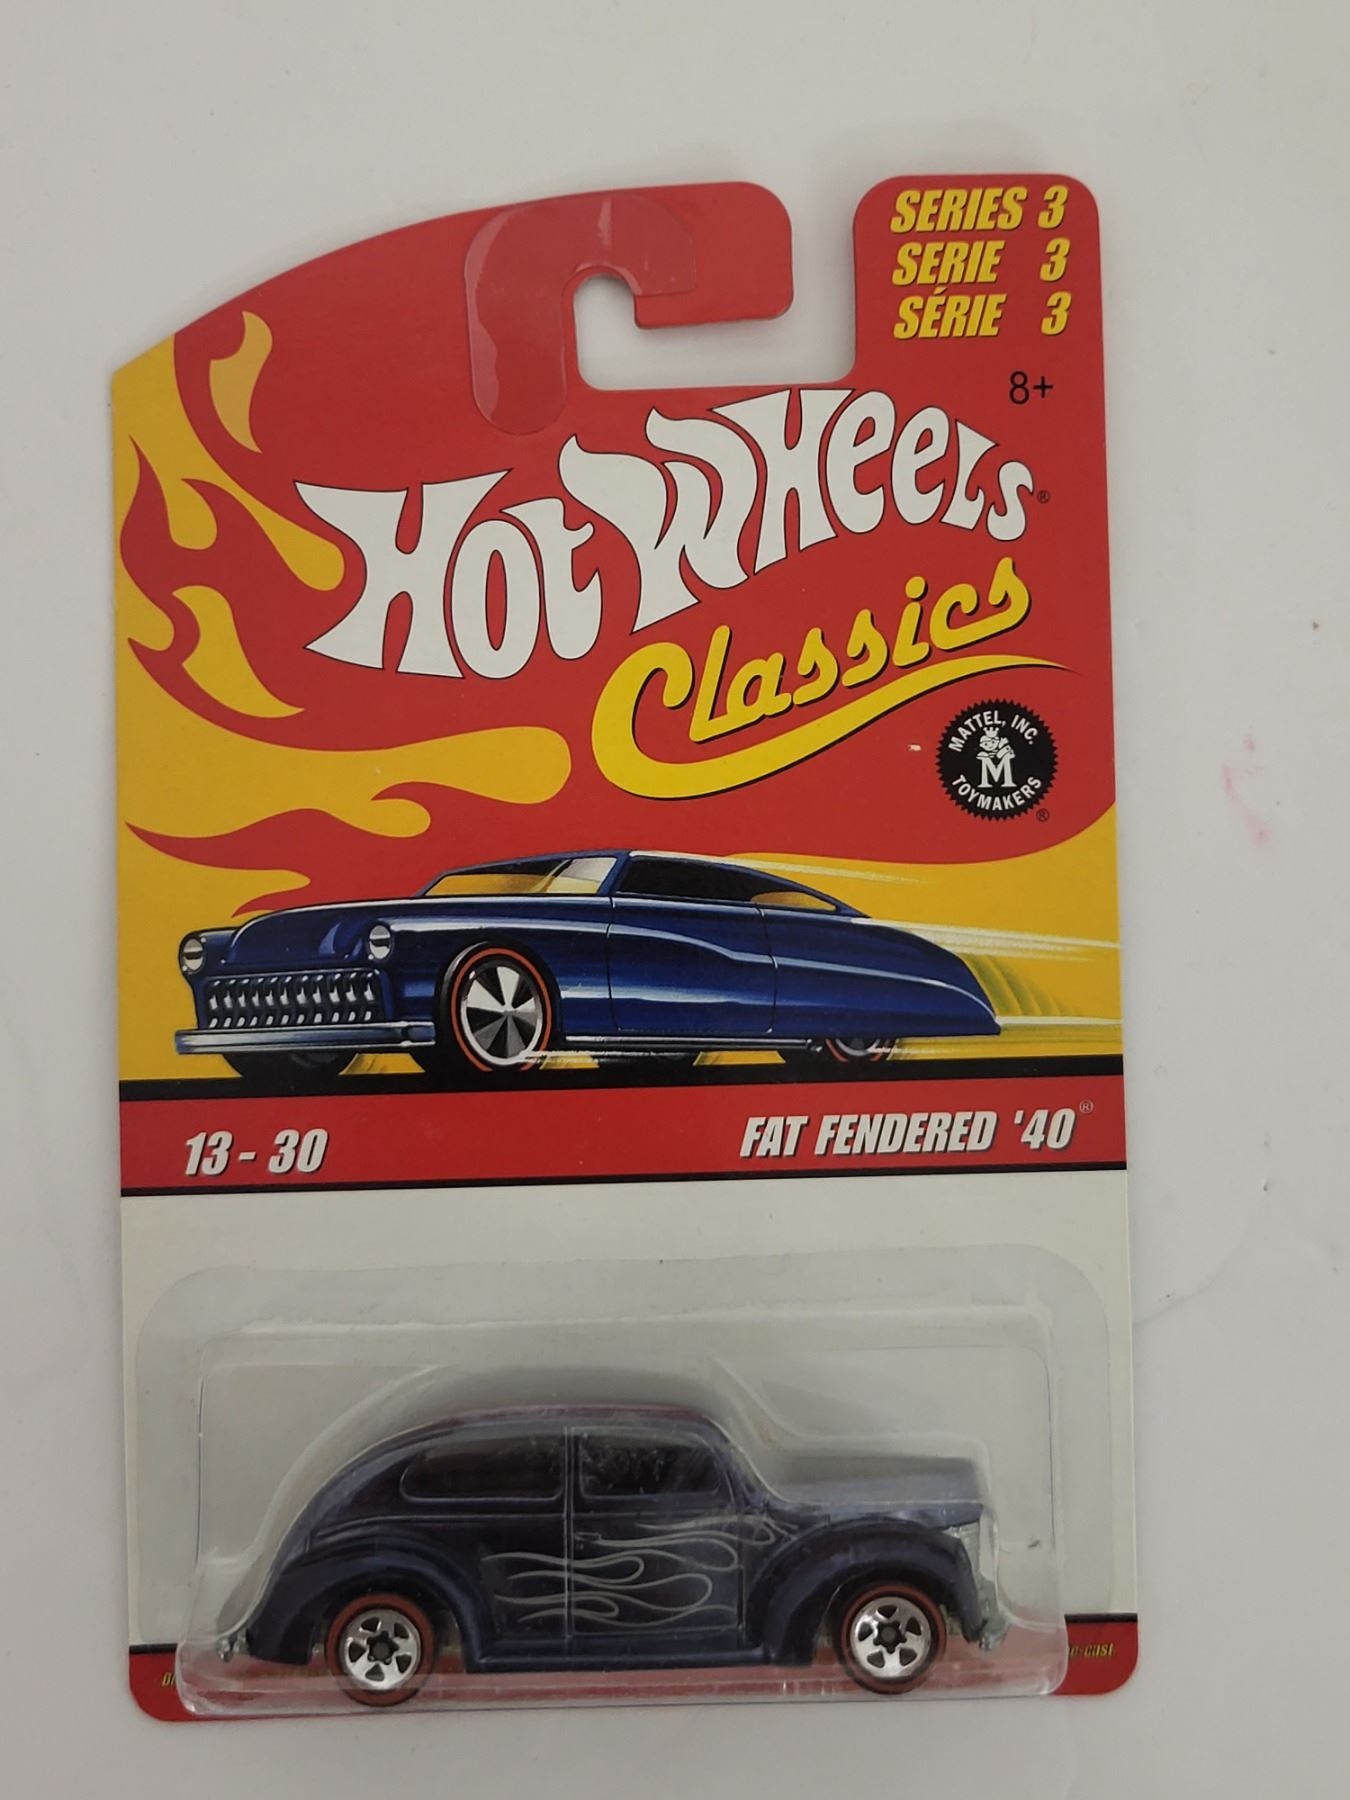 SERIES 3
SERIE 3
SÉRIE 3
8+
HOT WHEELS®
Classics
MATTEL, INC.
M
TOYMAKERS
®
13 - 30
FAT FENDERED '40®